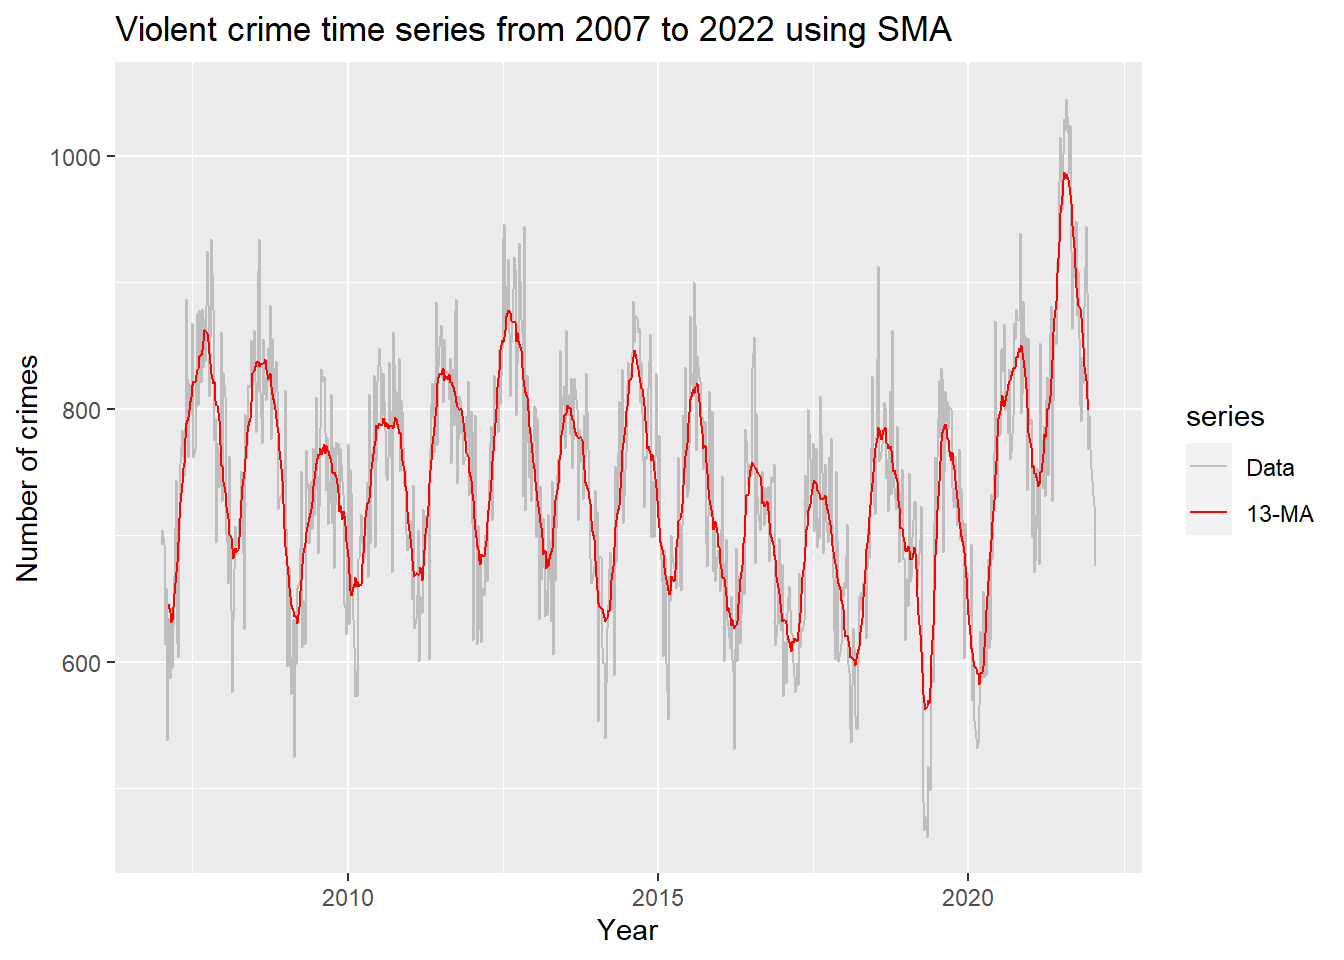 Violent crime time series from 2007 to 2022 using SMA
Number of crimes
1000
800
600
2010
2015
2020
Year
series
Data
13-MA